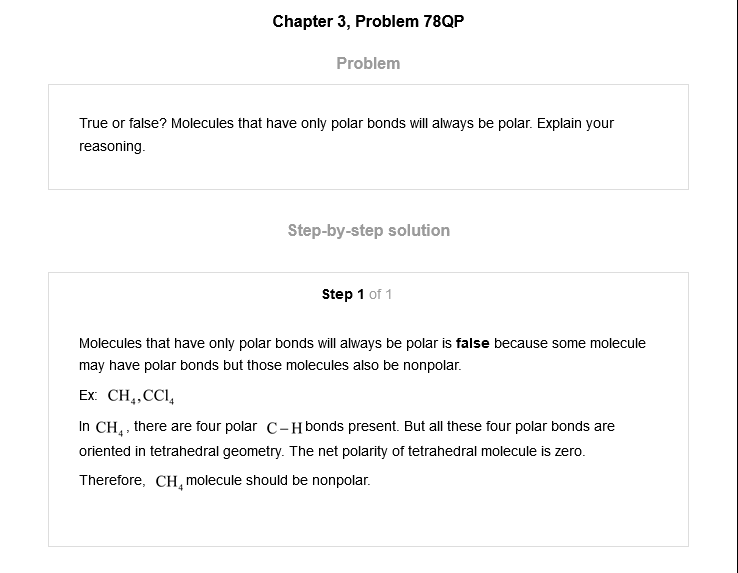 Chapter 3, Problem 78QP
Problem
True or false? Molecules that have only polar bonds will always be polar. Explain your
reasoning.
Step-by-step solution
Step 1 of 1
Molecules that have only polar bonds will always be polar is false because some molecule
may have polar bonds but those molecules also be nonpolar.
Ex: CH₄,CCl₄
In CH₄, there are four polar C–H bonds present. But all these four polar bonds are
oriented in tetrahedral geometry. The net polarity of tetrahedral molecule is zero.
Therefore, CH₄ molecule should be nonpolar.